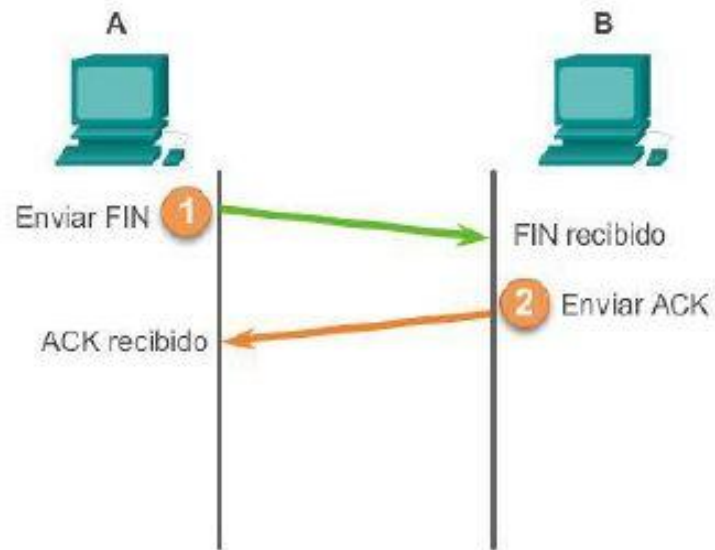 A
B
Enviar FIN 1
FIN recibido
2 Enviar ACK
ACK recibido